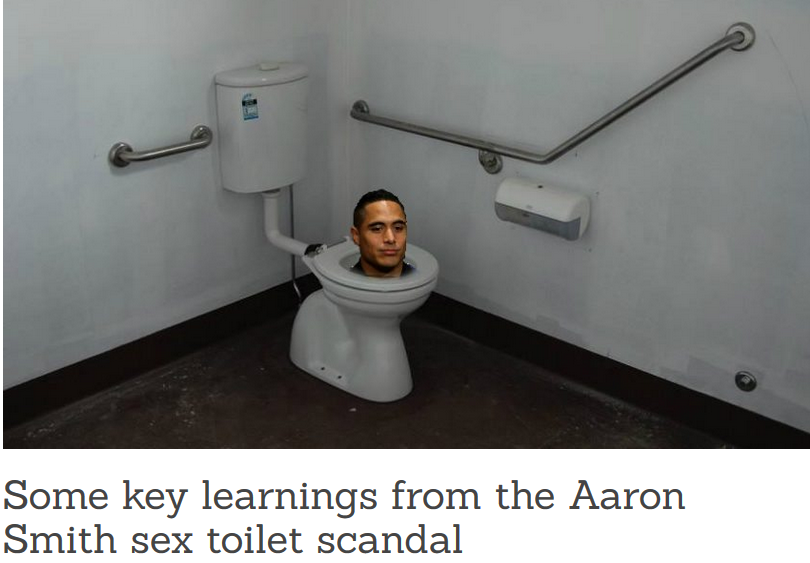 Some key learnings from the Aaron
Smith sex toilet scandal